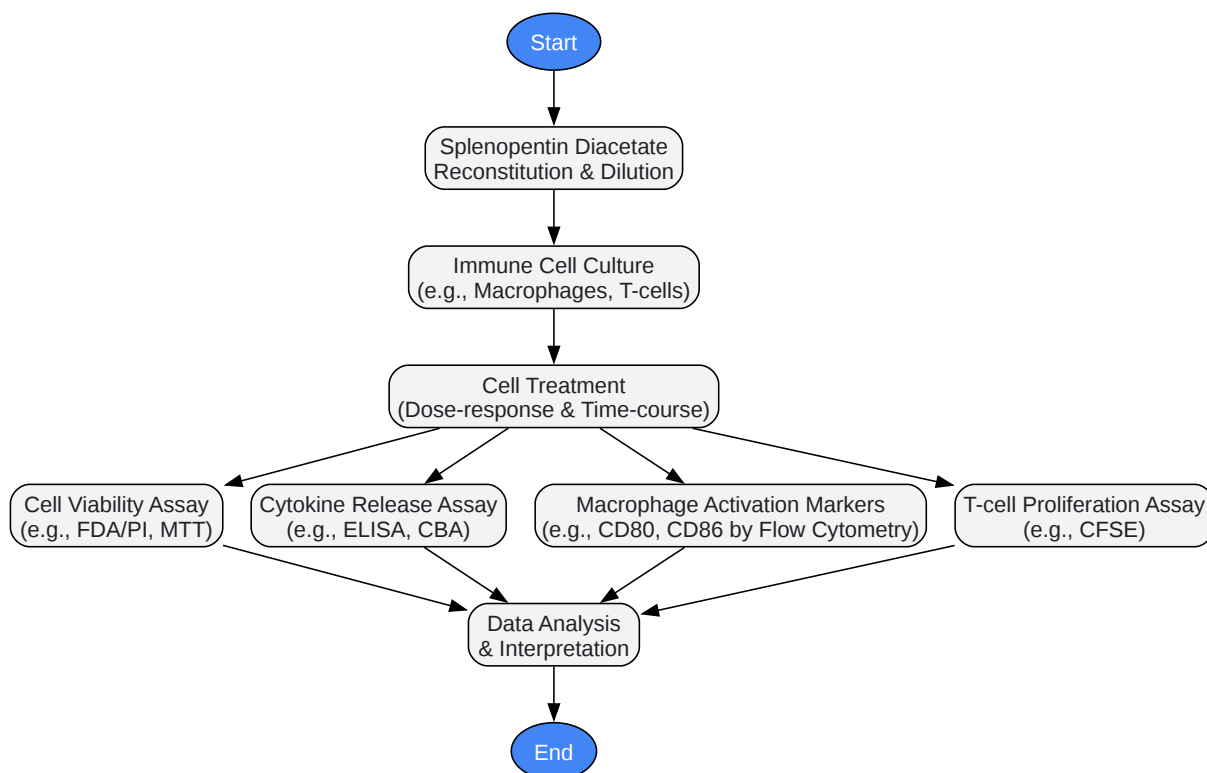 Start
Splenopentin Diacetate
Reconstitution & Dilution
Immune Cell Culture
(e.g., Macrophages, T-cells)
Cell Treatment
(Dose-response & Time-course)
Cell Viability Assay
(e.g., FDA/PI, MTT)
Cytokine Release Assay
(e.g., ELISA, CBA)
Macrophage Activation Markers
(e.g., CD80, CD86 by Flow Cytometry)
T-cell Proliferation Assay
(e.g., CFSE)
Data Analysis
& Interpretation
End